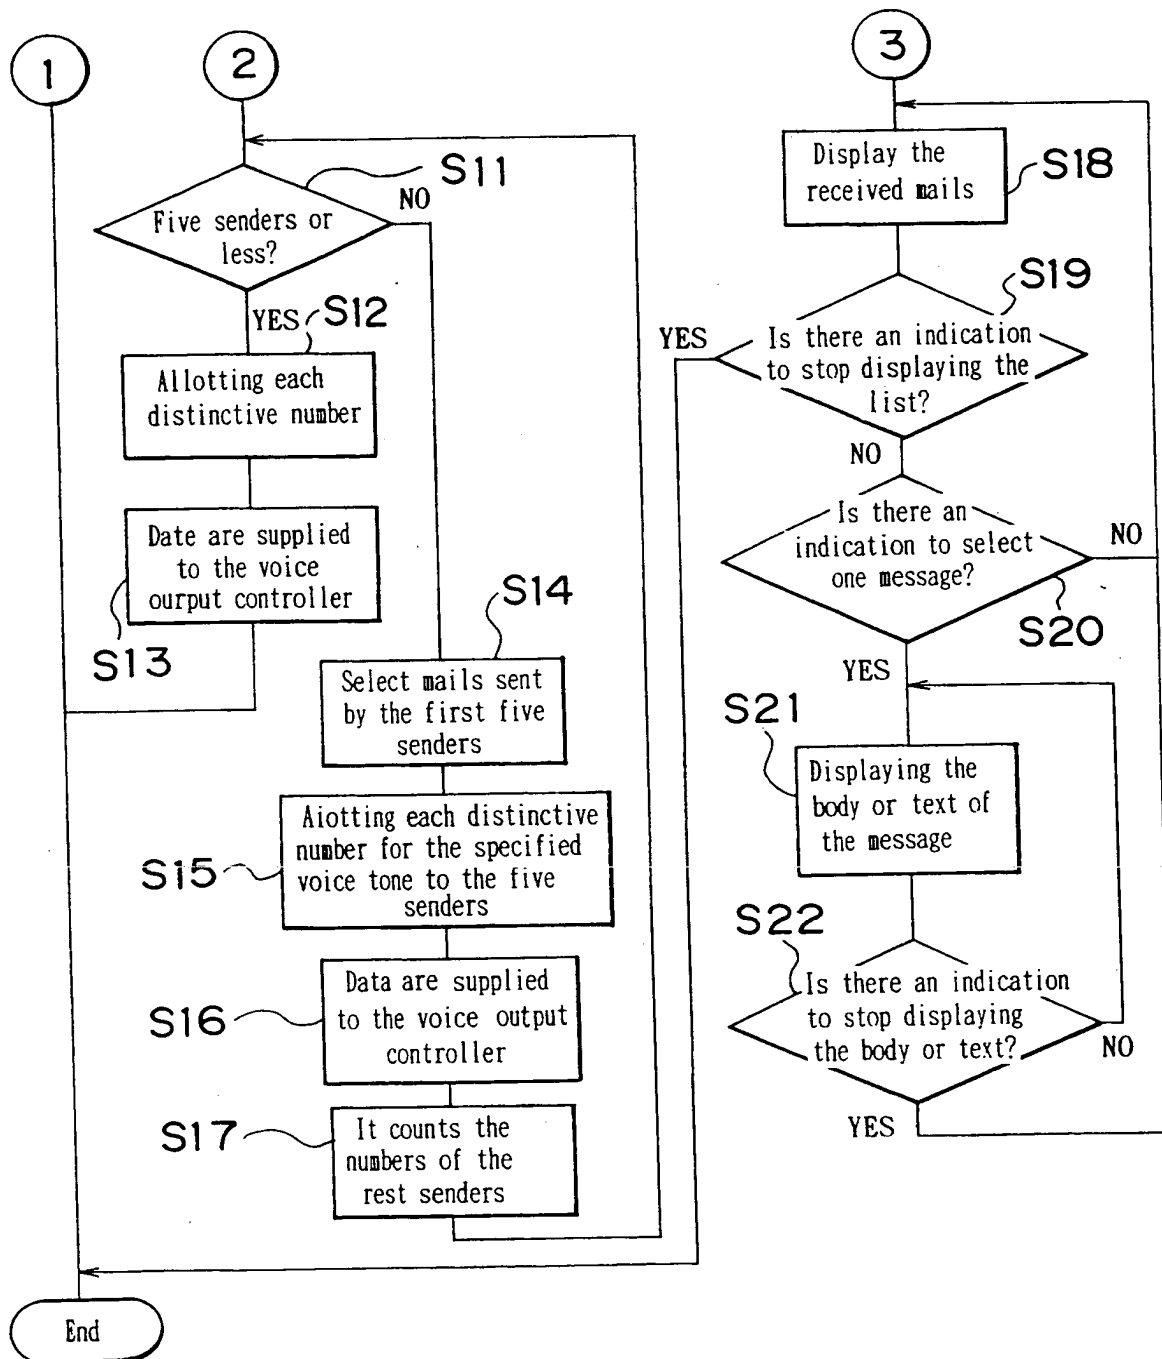 1
2
S11
NO
Five senders or
less?
YES
S12
Allotting each
distinctive number
Date are supplied
to the voice
ourput controller
S13
S14
Select mails sent
by the first five
senders
Aiotting each distinctive
number for the specified
voice tone to the five
senders
S15
Data are supplied
to the voice output
controller
S16
It counts the
numbers of the
rest senders
S17
End
3
Display the
received mails
S18
S19
YES
Is there an indication
to stop displaying the
list?
NO
Is there an
indication to select
one message?
NO
S20
YES
S21
Displaying the
body or text of
the message
S22
Is there an indication
to stop displaying
the body or text?
NO
YES